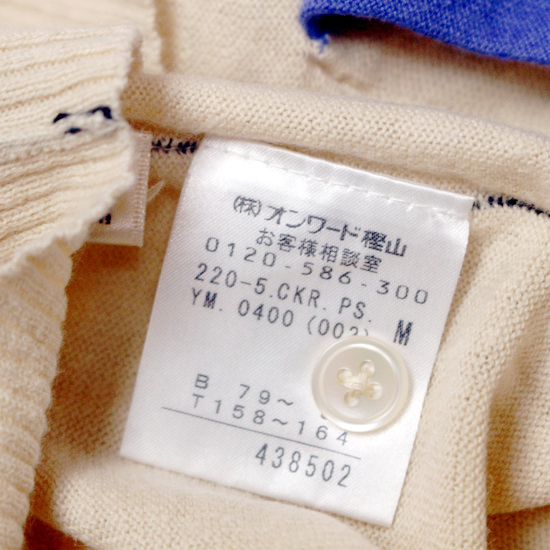 (株)オンワード樫山
お客様相談室
0120-586-300
220-5.CKR.PS.
YM.0400(002) M
B 79~
T158~164
438502